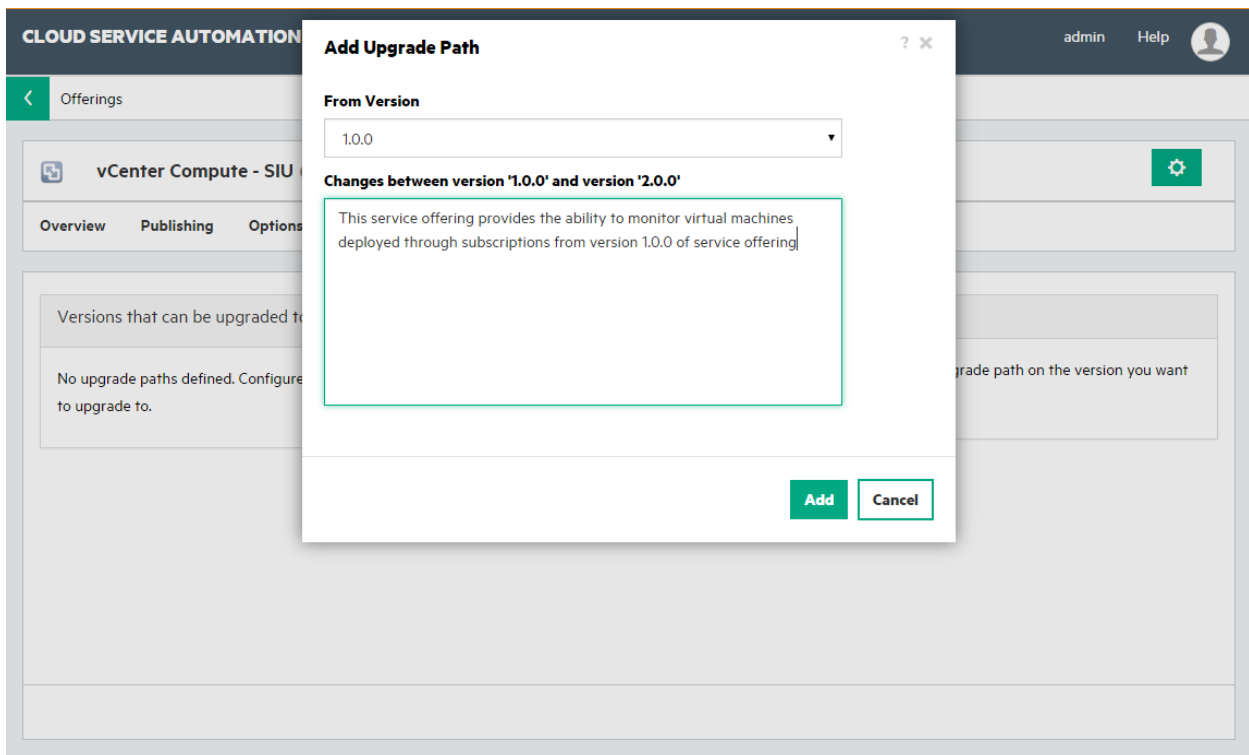 CLOUD SERVICE AUTOMATION
admin
Help
Offerings
vCenter Compute - SIU
Overview
Publishing
Options
Versions that can be upgraded
No upgrade paths defined. Configure
to upgrade to.
path on the version you want
Add Upgrade Path
?
From Version
1.0.0
Changes between version '1.0.0' and version '2.0.0'
This service offering provides the ability to monitor virtual machines
deployed through subscriptions from version 1.0.0 of service offering
Add
Cancel